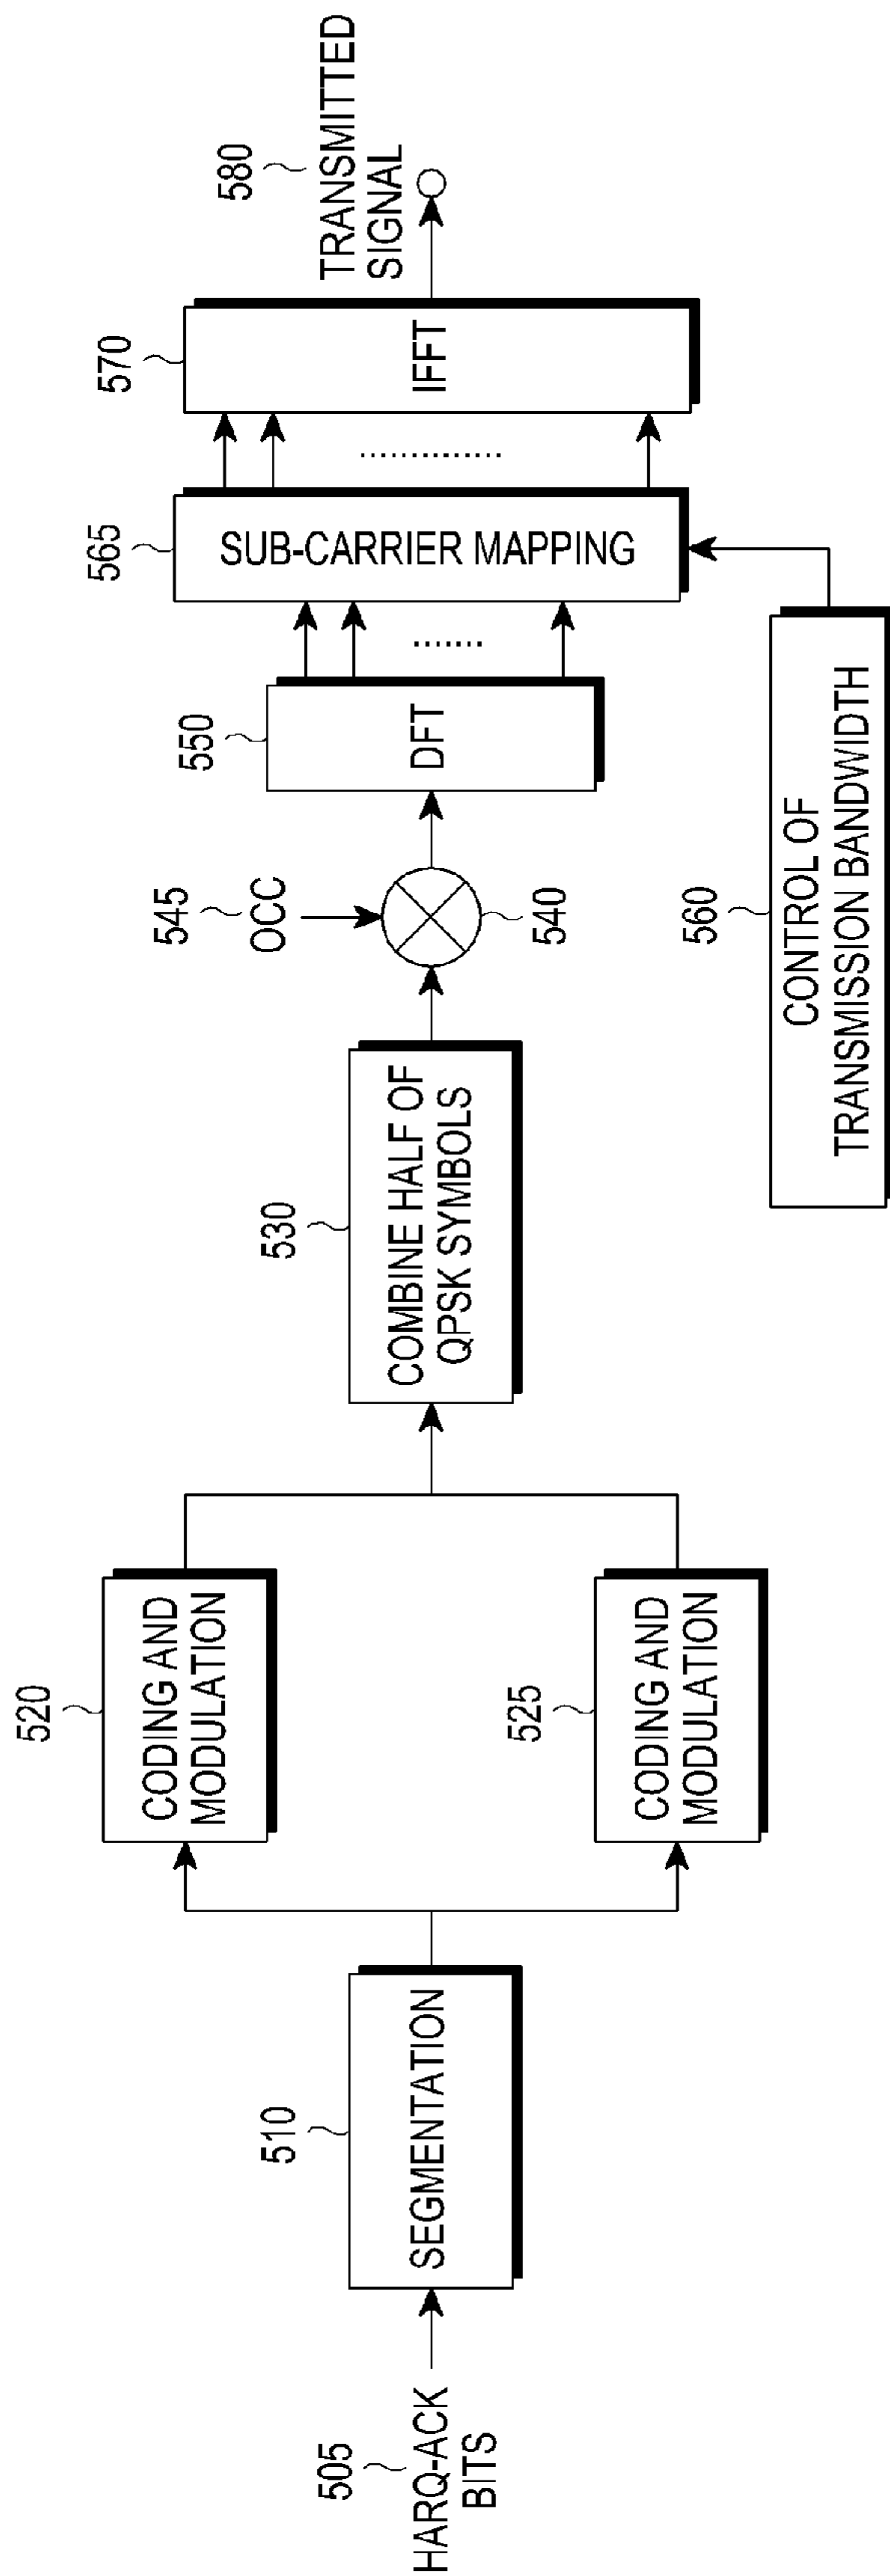 505
HARQ-ACK
BITS
510
SEGMENTATION
520
CODING AND
MODULATION
525
CODING AND
MODULATION
530
COMBINE HALF OF
QPSK SYMBOLS
545
OCC
540
550
DFT
560
CONTROL OF
TRANSMISSION BANDWIDTH
565
SUB-CARRIER MAPPING
570
IFFT
580
TRANSMITTED
SIGNAL